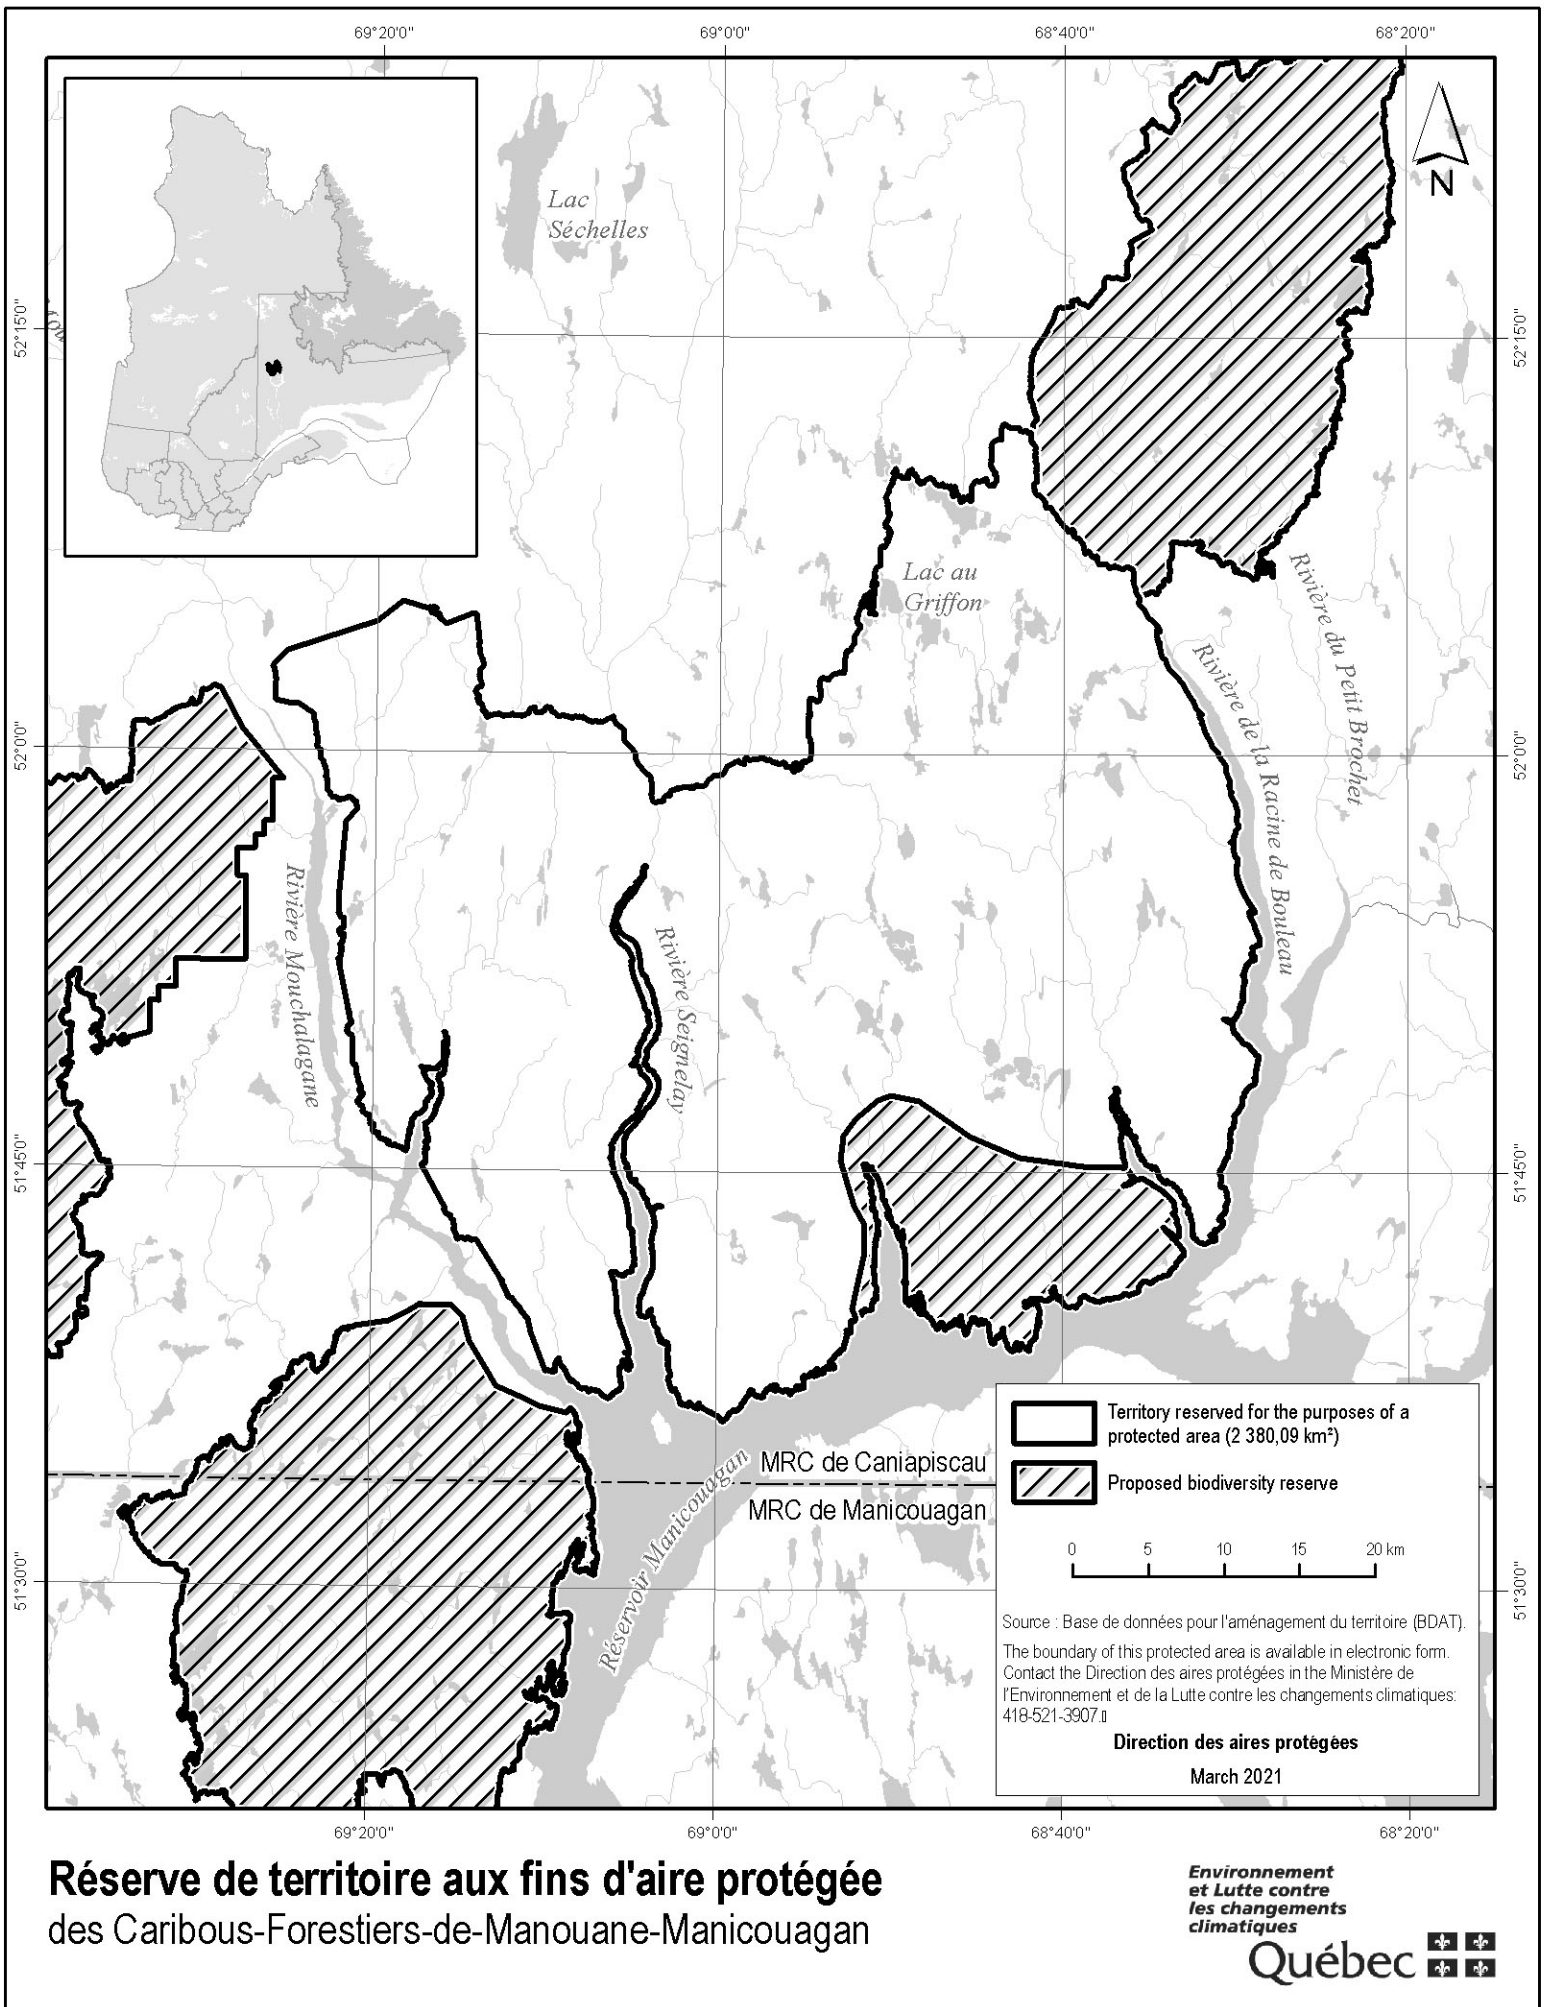 69°20'0"
69°0'0"
68°40'0"
68°20'0"
N
Lac
Séchelles
52°15'0"
52°15'0"
Lac au
Griffon
Rivière du Petit Brochet
Rivière de la Racine de Bouleau
52°0'0"
52°0'0"
Rivière Mouchalagane
Rivière Seignelay
51°45'0"
51°45'0"
MRC de Caniapiscau
MRC de Manicouagan
Réservoir Manicouagan
51°30'0"
51°30'0"
Territory reserved for the purposes of a
protected area (2 380,09 km²)
Proposed biodiversity reserve
0 5 10 15 20 km
Source : Base de données pour l'aménagement du territoire (BDAT).
The boundary of this protected area is available in electronic form.
Contact the Direction des aires protégées in the Ministère de
l'Environnement et de la Lutte contre les changements climatiques:
418-521-3907.
Direction des aires protégées
March 2021
69°20'0"
69°0'0"
68°40'0"
68°20'0"
Réserve de territoire aux fins d'aire protégée
des Caribous-Forestiers-de-Manouane-Manicouagan
Environnement
et Lutte contre
les changements
climatiques
Québec